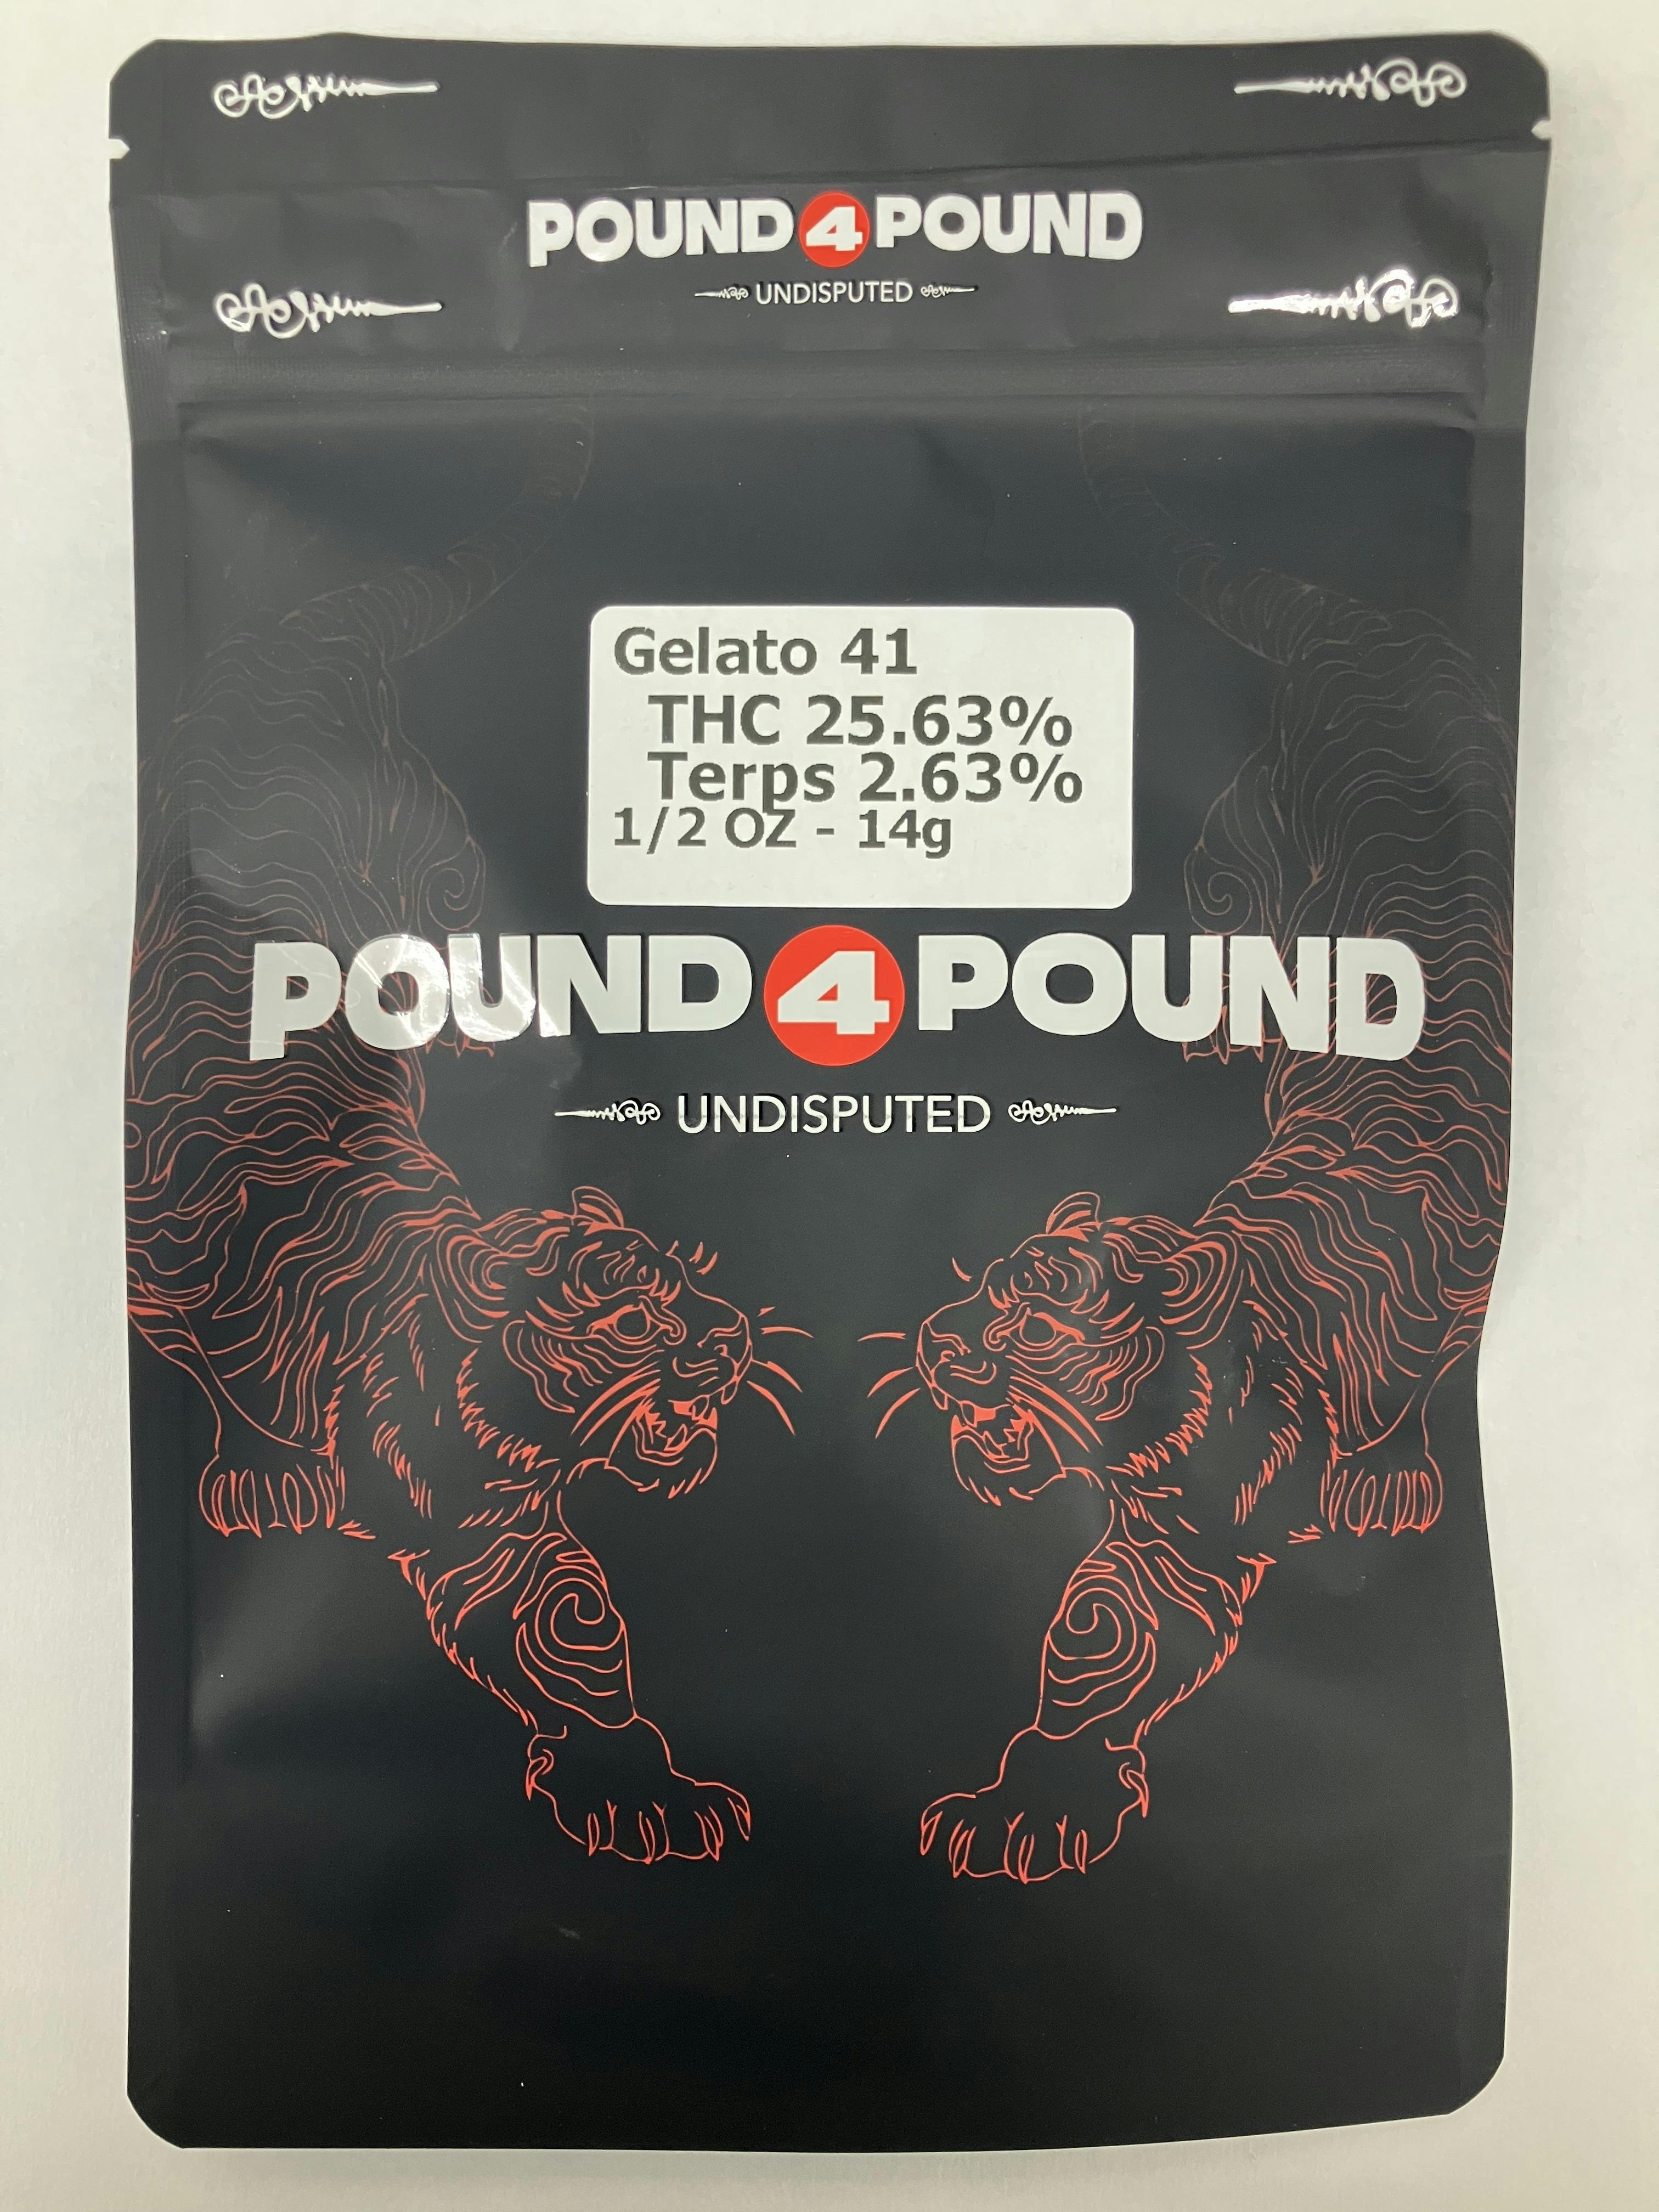 POUND 4 POUND
UNDISPUTED
Gelato 41
THC 25.63%
Terps 2.63%
1/2 OZ - 14g
POUND 4 POUND
UNDISPUTED